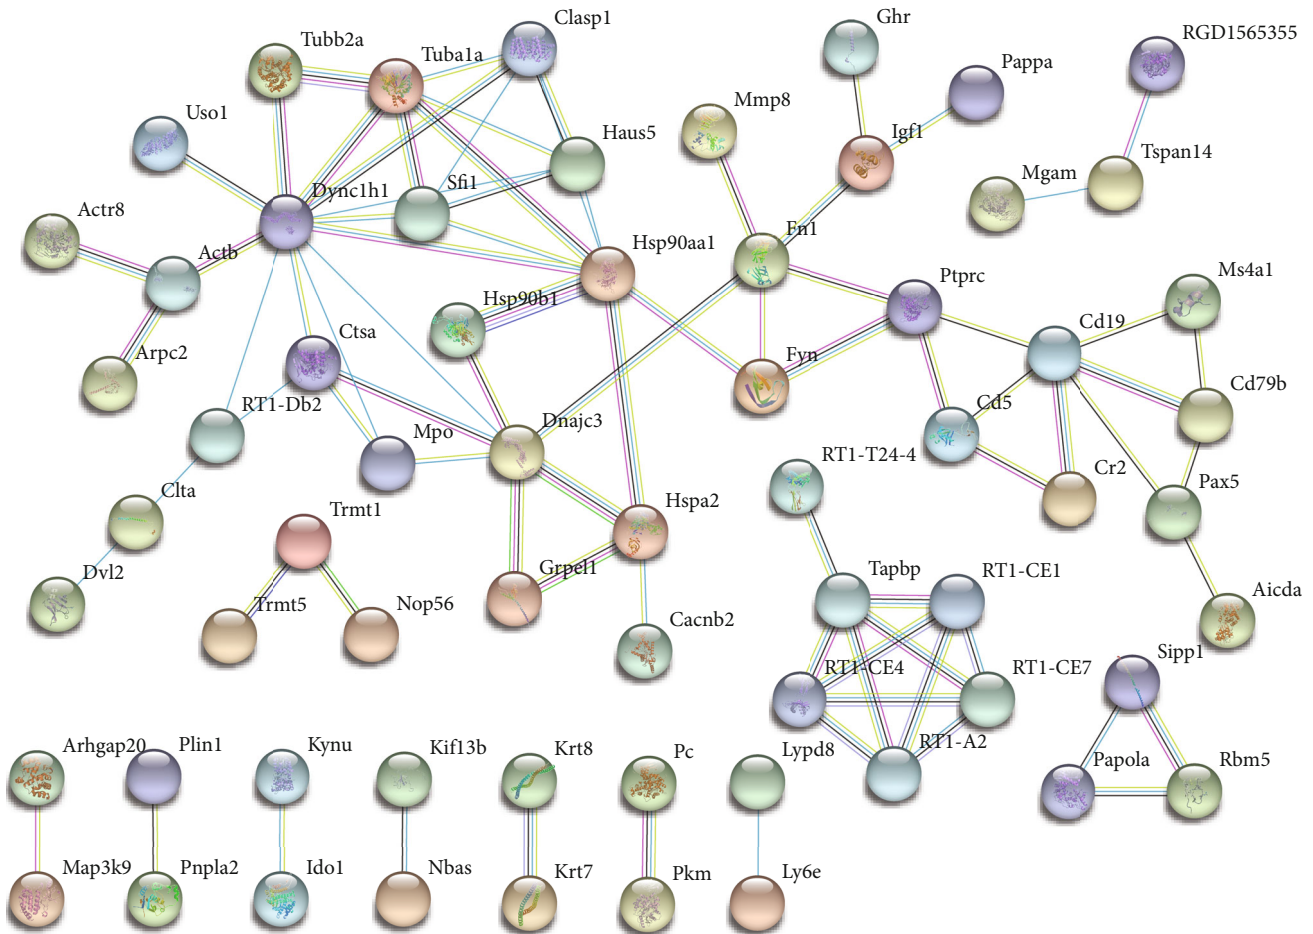 Clasp1
Ghr
Tubb2a
Tuba1a
RGD1565355
Pappa
Mmp8
Uso1
Haus5
Igf1
Tspan14
Dync1h1
Sfi1
Mgam
Actr8
Actb
Hsp90aa1
Fn1
Ptprc
Ms4a1
Hsp90b1
Cd19
Ctsa
Arpc2
Fyn
Cd79b
RT1-Db2
Dnajc3
Cd5
Mpo
RT1-T24-4
Cr2
Pax5
Clta
Trmt1
Hspa2
Dvl2
Grpel1
Tapbp
RT1-CE1
Aicda
Trmt5
Nop56
Cacnb2
Sipp1
RT1-CE4
RT1-CE7
RT1-A2
Arhgap20
Plin1
Kynu
Kif13b
Krt8
Pc
Lypd8
Papola
Rbm5
Map3k9
Pnpla2
Ido1
Nbas
Krt7
Pkm
Ly6e